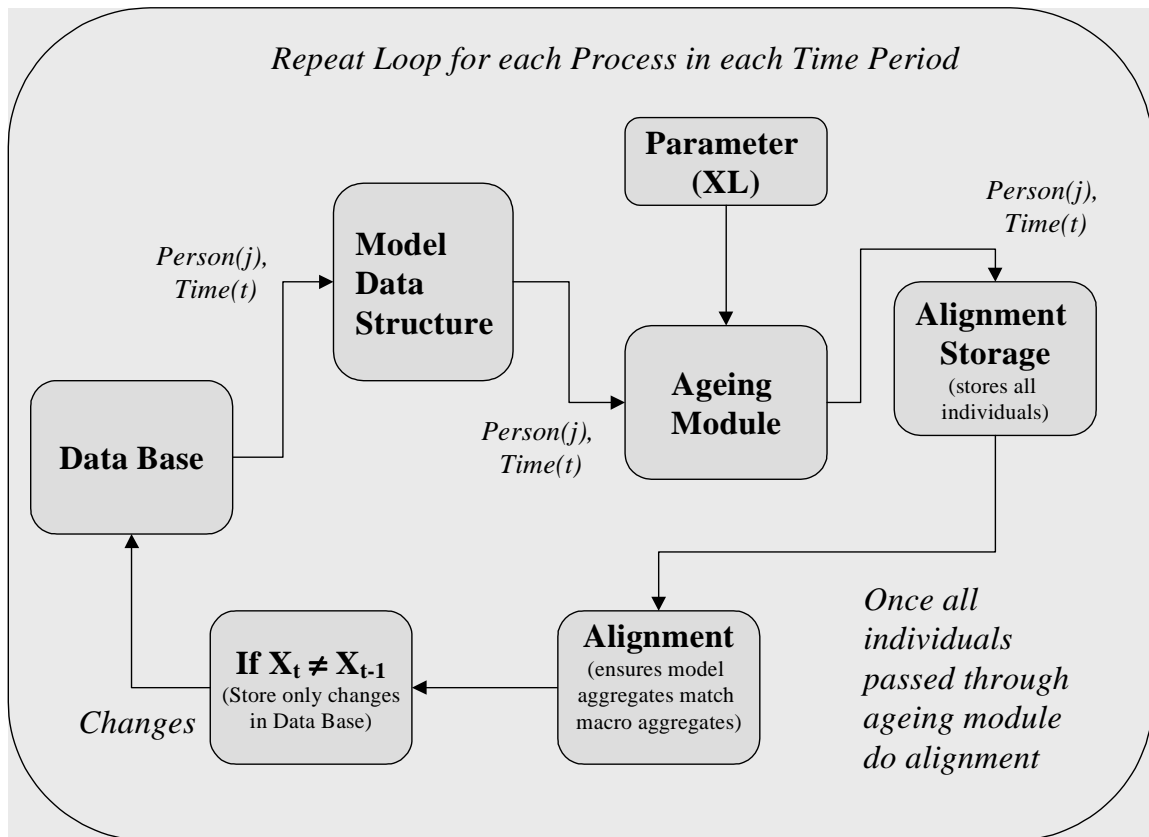 Repeat Loop for each Process in each Time Period
Parameter
(XL)
Person(j),
Time(t)
Model
Data
Structure
Person(j),
Time(t)
Alignment
Storage
(stores all
individuals)
Ageing
Module
Person(j),
Time(t)
Data Base
Once all
individuals
passed through
ageing module
do alignment
Alignment
(ensures model
aggregates match
macro aggregates)
If Xt ≠ Xt-1
(Store only changes
in Data Base)
Changes